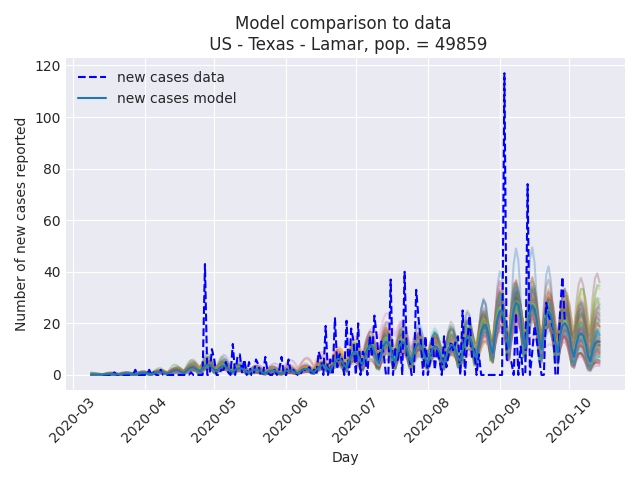 Model comparison to data
US - Texas - Lamar, pop. = 49859
new cases data
new cases model
Number of new cases reported
120
100
80
60
40
20
0
2020-03
2020-04
2020-05
2020-06
2020-07
2020-08
2020-09
2020-10
Day